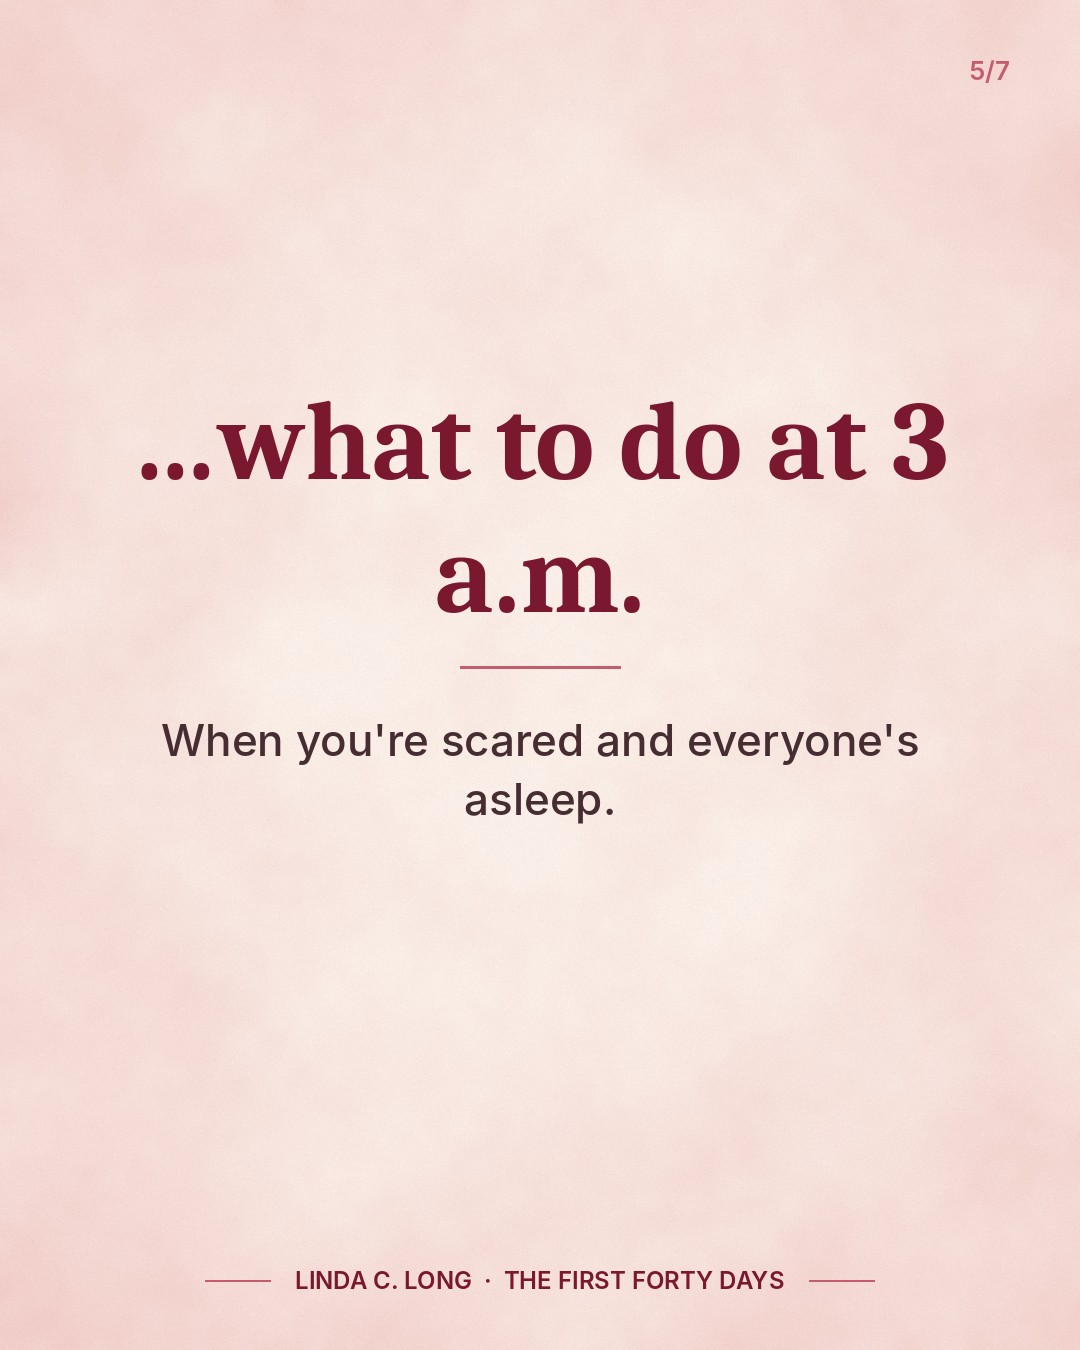 5/7
...what to do at 3
a.m.
When you're scared and everyone's
asleep.
LINDA C. LONG · THE FIRST FORTY DAYS